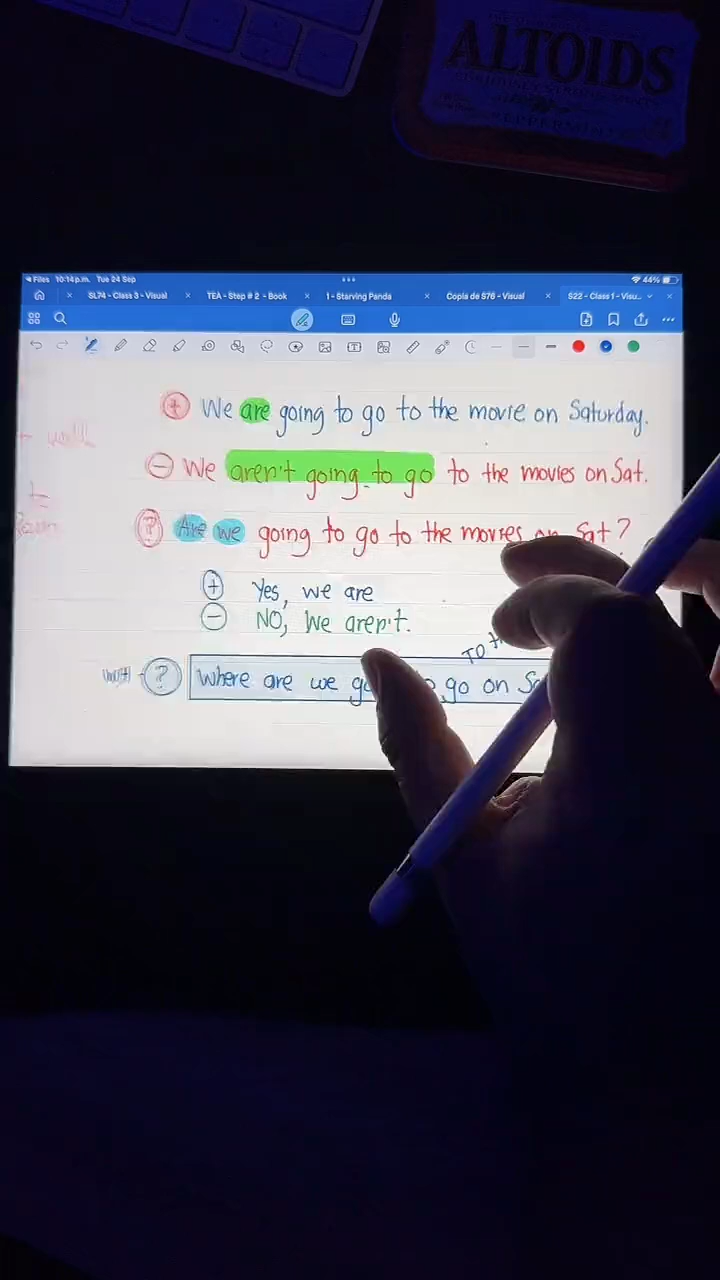 ALTOIDS
PEPPERMINT
Files 10:14 p.m. Tue 24 Sep
44%
SL74 - Class 3 - Visual
TEA - Step # 2 - Book
1 - Starving Panda
Copia de S76 - Visual
S22 - Class 1 - Visu...
+ We are going to go to the movie on Saturday.
- We aren't going to go to the movies on Sat.
? Are we going to go to the movies on Sat?
+ Yes, we are
- NO, we aren't.
TO
? where are we go on